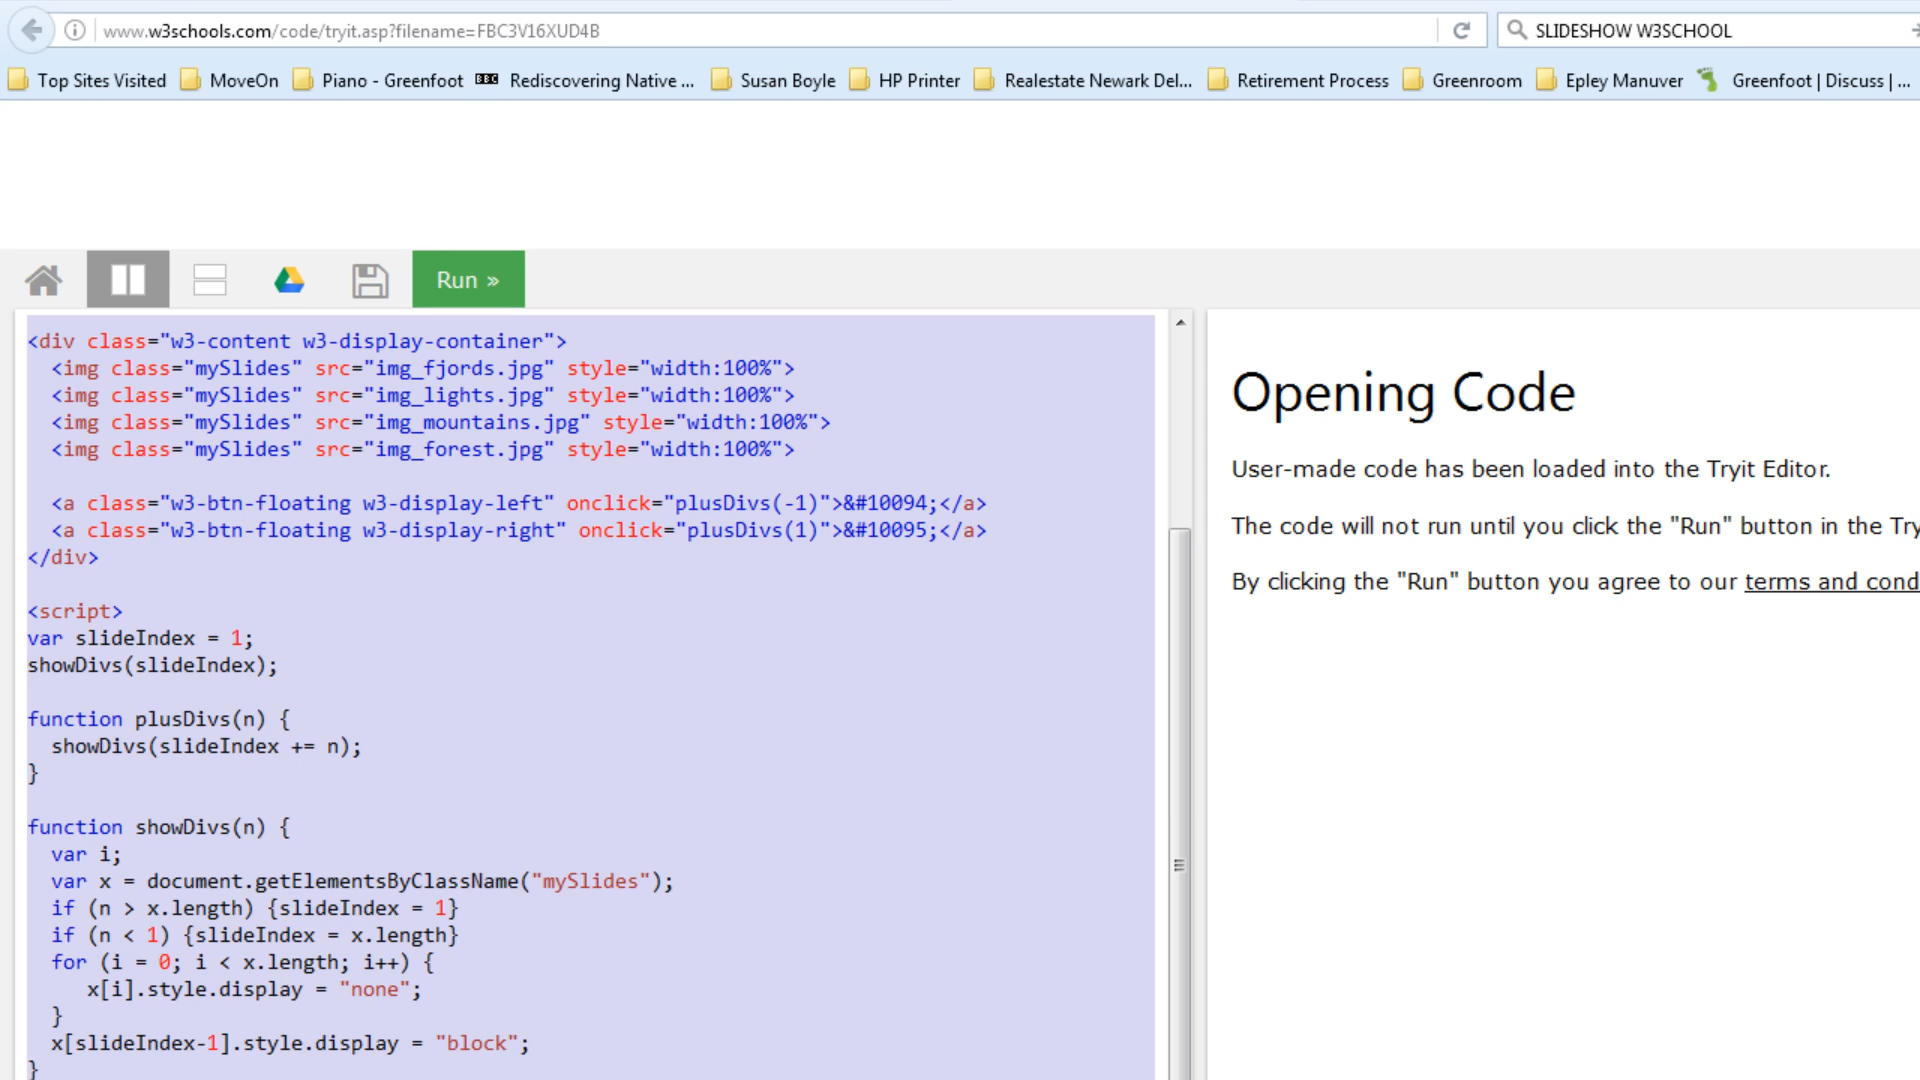 www.w3schools.com/code/tryit.asp?filename=FBC3V16XUD4B
SLIDESHOW W3SCHOOL
Top Sites Visited MoveOn Piano - Greenfoot BBC Rediscovering Native ... Susan Boyle HP Printer Realestate Newark Del... Retirement Process Greenroom Epley Manuver Greenfoot | Discuss | ...
Run »
<div class="w3-content w3-display-container">
  <img class="mySlides" src="img_fjords.jpg" style="width:100%">
  <img class="mySlides" src="img_lights.jpg" style="width:100%">
  <img class="mySlides" src="img_mountains.jpg" style="width:100%">
  <img class="mySlides" src="img_forest.jpg" style="width:100%">
  <a class="w3-btn-floating w3-display-left" onclick="plusDivs(-1)">&#10094;</a>
  <a class="w3-btn-floating w3-display-right" onclick="plusDivs(1)">&#10095;</a>
</div>
<script>
var slideIndex = 1;
showDivs(slideIndex);
function plusDivs(n) {
  showDivs(slideIndex += n);
}
function showDivs(n) {
  var i;
  var x = document.getElementsByClassName("mySlides");
  if (n > x.length) {slideIndex = 1}
  if (n < 1) {slideIndex = x.length}
  for (i = 0; i < x.length; i++) {
     x[i].style.display = "none";
  }
  x[slideIndex-1].style.display = "block";
}
Opening Code
User-made code has been loaded into the Tryit Editor.
The code will not run until you click the "Run" button in the Try
By clicking the "Run" button you agree to our terms and cond